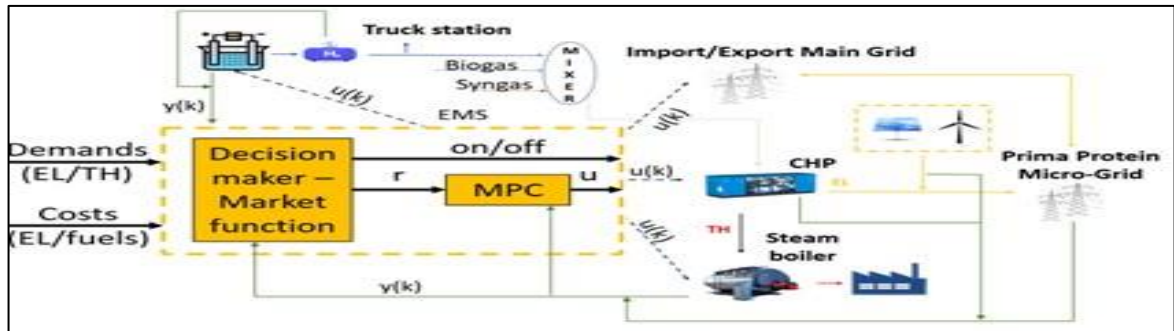 Truck station
H₂
M
I
X
E
R
Biogas
Syngas
Import/Export Main Grid
y(k)
u(k)
EMS
u(k)
Demands
(EL/TH)
Decision
maker –
Market
function
on/off
r
MPC
u
u(k)
CHP
EL
Prima Protein
Micro-Grid
Costs
(EL/fuels)
u(k)
TH
Steam
boiler
y(k)